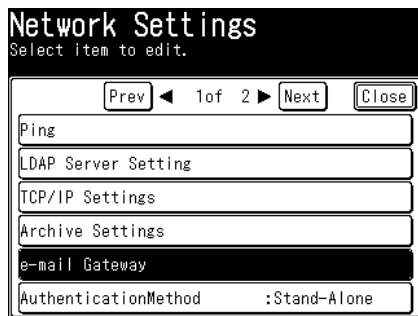 Network Settings
Select item to edit.
Prev ◀ 1of 2 ▶ Next Close
Ping
LDAP Server Setting
TCP/IP Settings
Archive Settings
e-mail Gateway
AuthenticationMethod :Stand-Alone